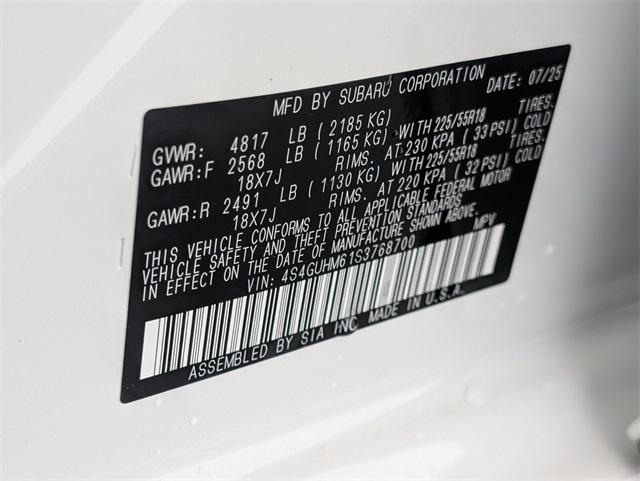 MFD BY SUBARU CORPORATION DATE: 07/25
GVWR: 4817 LB (2185 KG)
GAWR:F 2568 LB (1165 KG) WITH 225/55R18 TIRES.
18X7J RIMS. AT 230 KPA (33 PSI) COLD
GAWR:R 2491 LB (1130 KG) WITH 225/55R18 TIRES.
18X7J RIMS. AT 220 KPA (32 PSI) COLD
THIS VEHICLE CONFORMS TO ALL APPLICABLE FEDERAL MOTOR
VEHICLE SAFETY AND THEFT PREVENTION STANDARDS
IN EFFECT ON THE DATE OF MANUFACTURE SHOWN ABOVE.
VIN: 4S4GUHM61S3768700 MPV
ASSEMBLED BY SIA INC. MADE IN U.S.A.